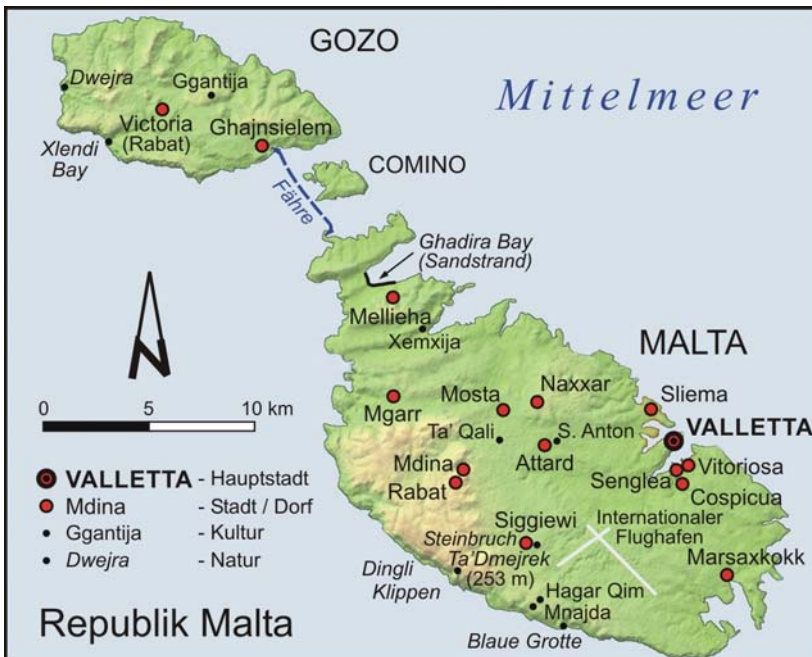 GOZO
Mittelmeer
Dwejra
Ggantija
Victoria
(Rabat)
Ghajnsielem
Xlendi
Bay
COMINO
Fähre
Ghadira Bay
(Sandstrand)
Mellieha
Xemxija
MALTA
N
0 5 10 km
Mgarr
Mosta
Naxxar
Sliema
Ta' Qali
S. Anton
VALLETTA
Mdina
Attard
Vitoriosa
Rabat
Senglea
Cospicua
VALLETTA - Hauptstadt
Mdina - Stadt / Dorf
Ggantija - Kultur
Dwejra - Natur
Siggiewi
Steinbruch
Ta'Dmejrek
(253 m)
Internationaler
Flughafen
Marsaxkokk
Dingli
Klippen
Hagar Qim
Mnajda
Blaue Grotte
Republik Malta